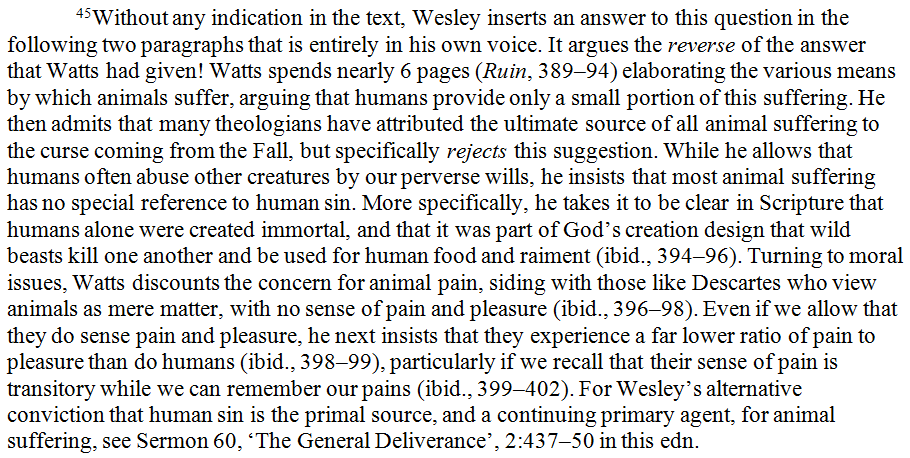 45Without any indication in the text, Wesley inserts an answer to this question in the
following two paragraphs that is entirely in his own voice. It argues the reverse of the answer
that Watts had given! Watts spends nearly 6 pages (Ruin, 389–94) elaborating the various means
by which animals suffer, arguing that humans provide only a small portion of this suffering. He
then admits that many theologians have attributed the ultimate source of all animal suffering to
the curse coming from the Fall, but specifically rejects this suggestion. While he allows that
humans often abuse other creatures by our perverse wills, he insists that most animal suffering
has no special reference to human sin. More specifically, he takes it to be clear in Scripture that
humans alone were created immortal, and that it was part of God’s creation design that wild
beasts kill one another and be used for human food and raiment (ibid., 394–96). Turning to moral
issues, Watts discounts the concern for animal pain, siding with those like Descartes who view
animals as mere matter, with no sense of pain and pleasure (ibid., 396–98). Even if we allow that
they do sense pain and pleasure, he next insists that they experience a far lower ratio of pain to
pleasure than do humans (ibid., 398–99), particularly if we recall that their sense of pain is
transitory while we can remember our pains (ibid., 399–402). For Wesley’s alternative
conviction that human sin is the primal source, and a continuing primary agent, for animal
suffering, see Sermon 60, ‘The General Deliverance’, 2:437–50 in this edn.